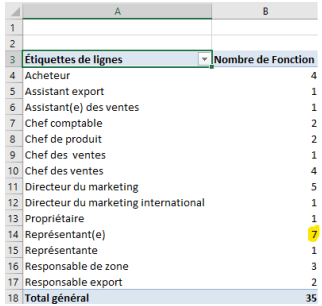 A B
1
2
3 Étiquettes de lignes Nombre de Fonction
4 Acheteur 4
5 Assistant export 1
6 Assistant(e) des ventes 1
7 Chef comptable 2
8 Chef de produit 2
9 Chef des  ventes 1
10 Chef des ventes 4
11 Directeur du marketing 5
12 Directeur du marketing international 1
13 Propriétaire 1
14 Représentant(e) 7
15 Représentante 1
16 Responsable de zone 3
17 Responsable export 2
18 Total général 35